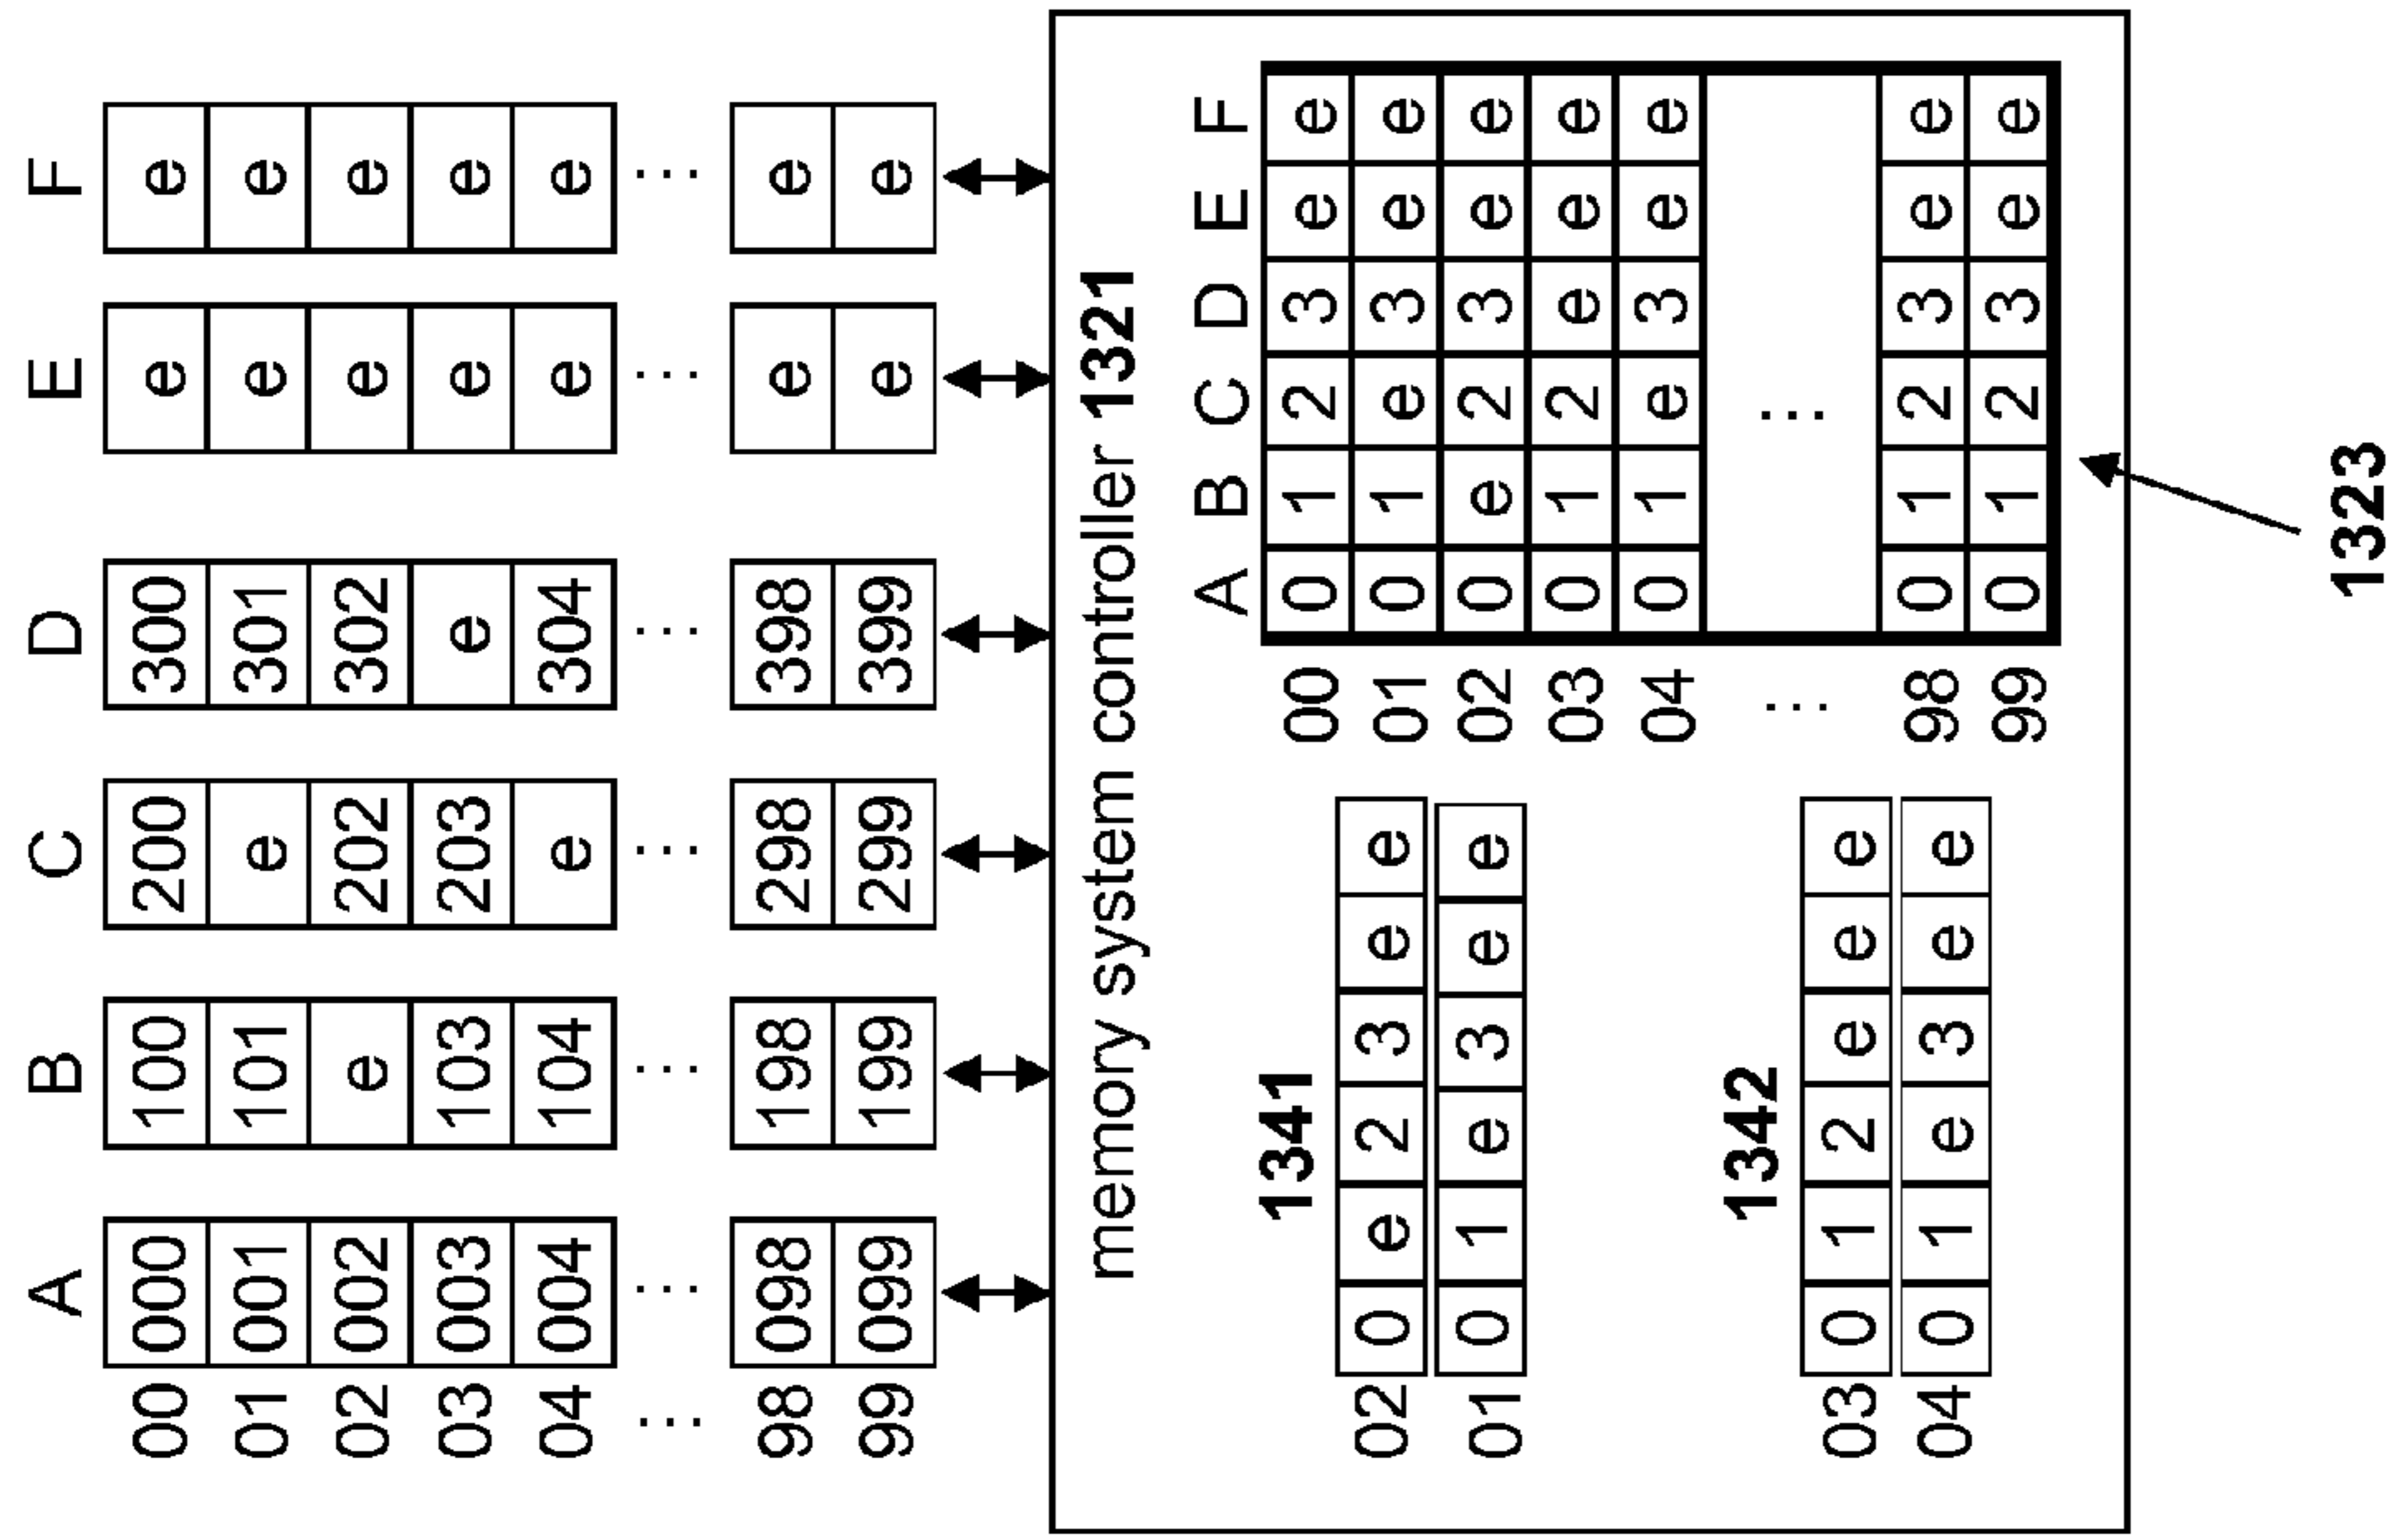 A B C D E F
00 000 100 200 300 e e
01 001 101 e 301 e e
02 002 e 202 302 e e
03 003 103 203 e e e
04 004 104 e 304 e e
... ... ... ... ... ... ...
98 098 198 298 398 e e
99 099 199 299 399 e e
memory system controller 1321
1341
02 0 e 2 3 e e
01 0 1 e 3 e e
1342
03 0 1 2 e e e
04 0 1 e 3 e e
A B C D E F
00 0 1 2 3 e e
01 0 1 e 3 e e
02 0 e 2 3 e e
03 0 1 2 e e e
04 0 1 e 3 e e
... ...
98 0 1 2 3 e e
99 0 1 2 3 e e
1323